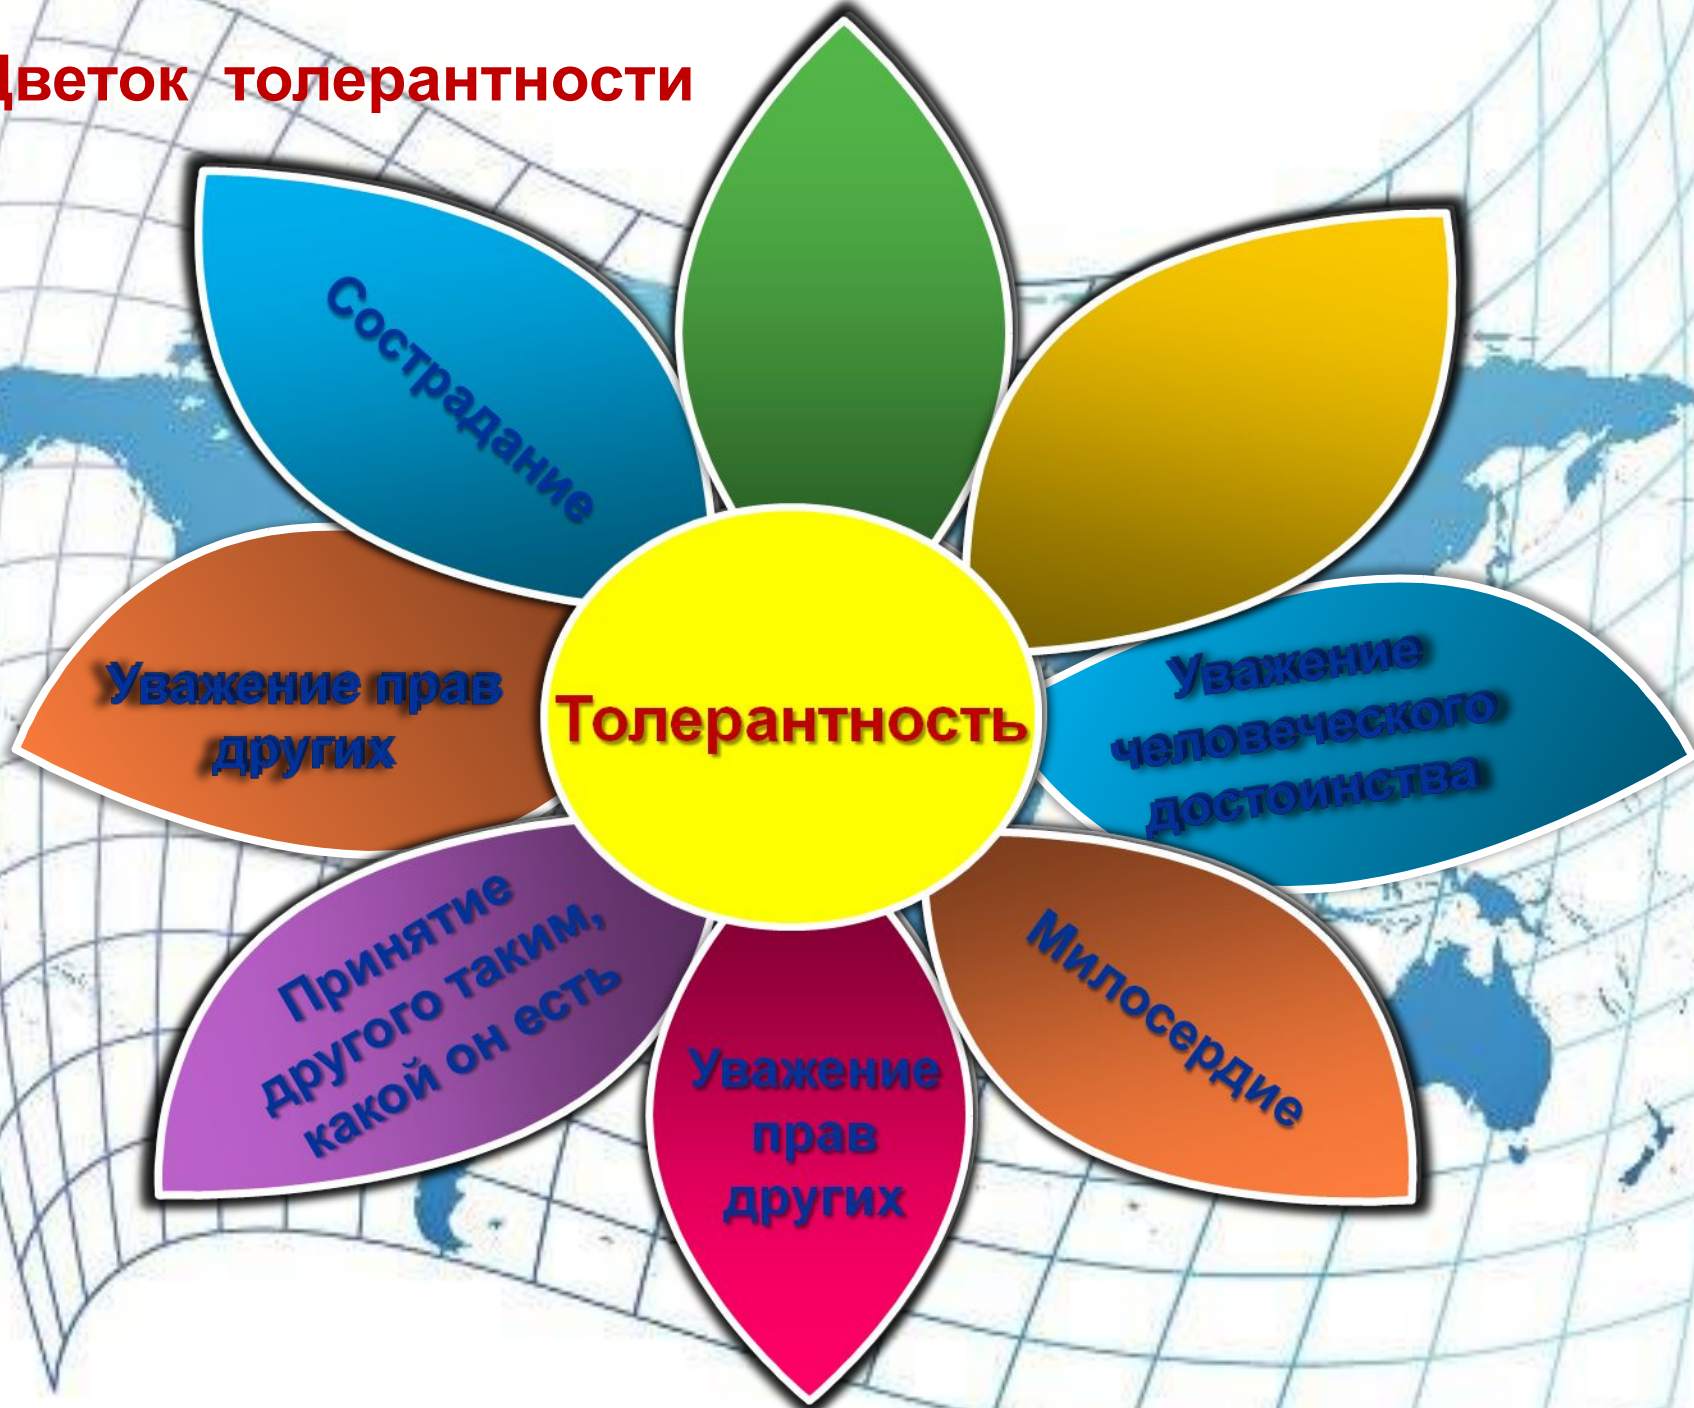 Цветок толерантности
Сострадание
Уважение прав
других
Толерантность
Уважение
человеческого
достоинства
Принятие
другого таким,
какой он есть
Уважение
прав
других
Милосердие